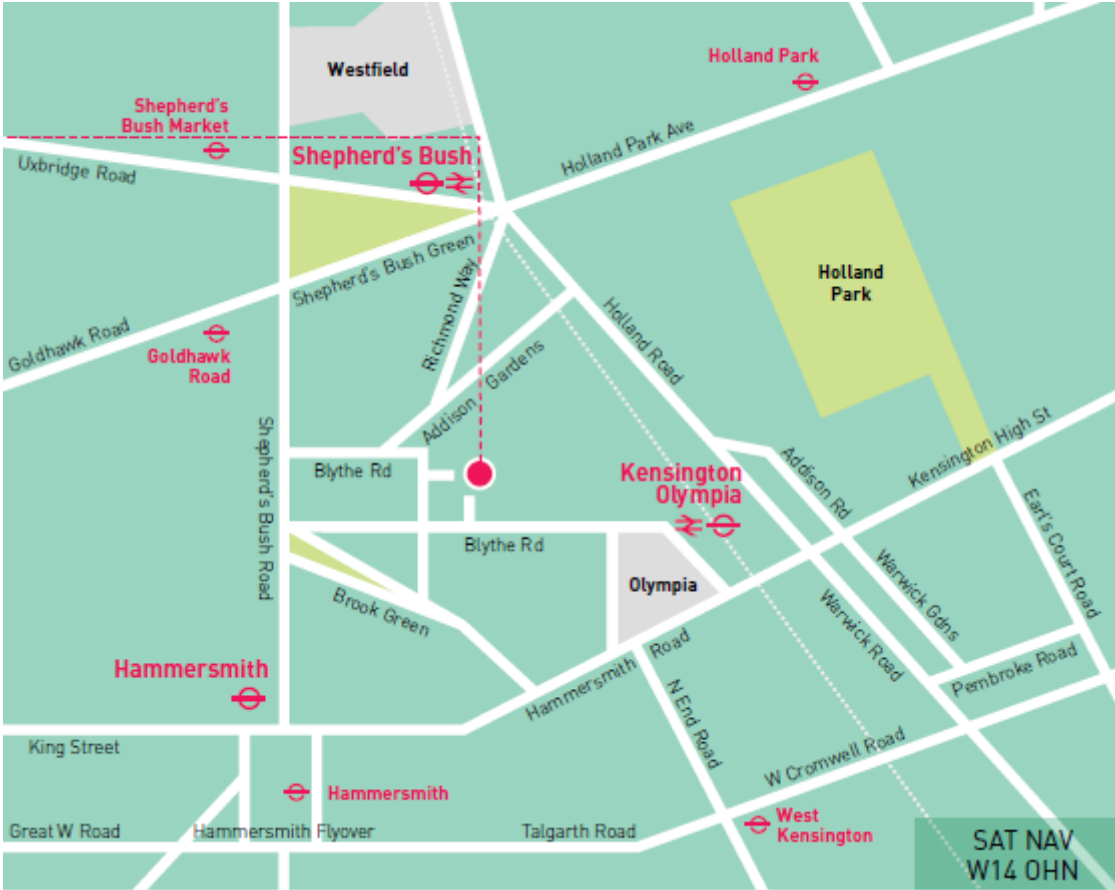 Westfield
Holland Park
Shepherd's
Bush Market
Shepherd's Bush
Holland Park Ave
Uxbridge Road
Shepherd's Bush Green
Richmond Way
Holland
Park
Goldhawk Road
Goldhawk
Road
Holland Road
Addison Gardens
Shepherd's Bush Road
Blythe Rd
Kensington
Olympia
Addison Rd
Kensington High St
Earl's Court Road
Blythe Rd
Olympia
Warwick Gdns
Brook Green
Warwick Road
Hammersmith
Hammersmith Road
N End Road
Pembroke Road
King Street
W Cromwell Road
Hammersmith
Great W Road
Hammersmith Flyover
Talgarth Road
West
Kensington
SAT NAV
W14 0HN